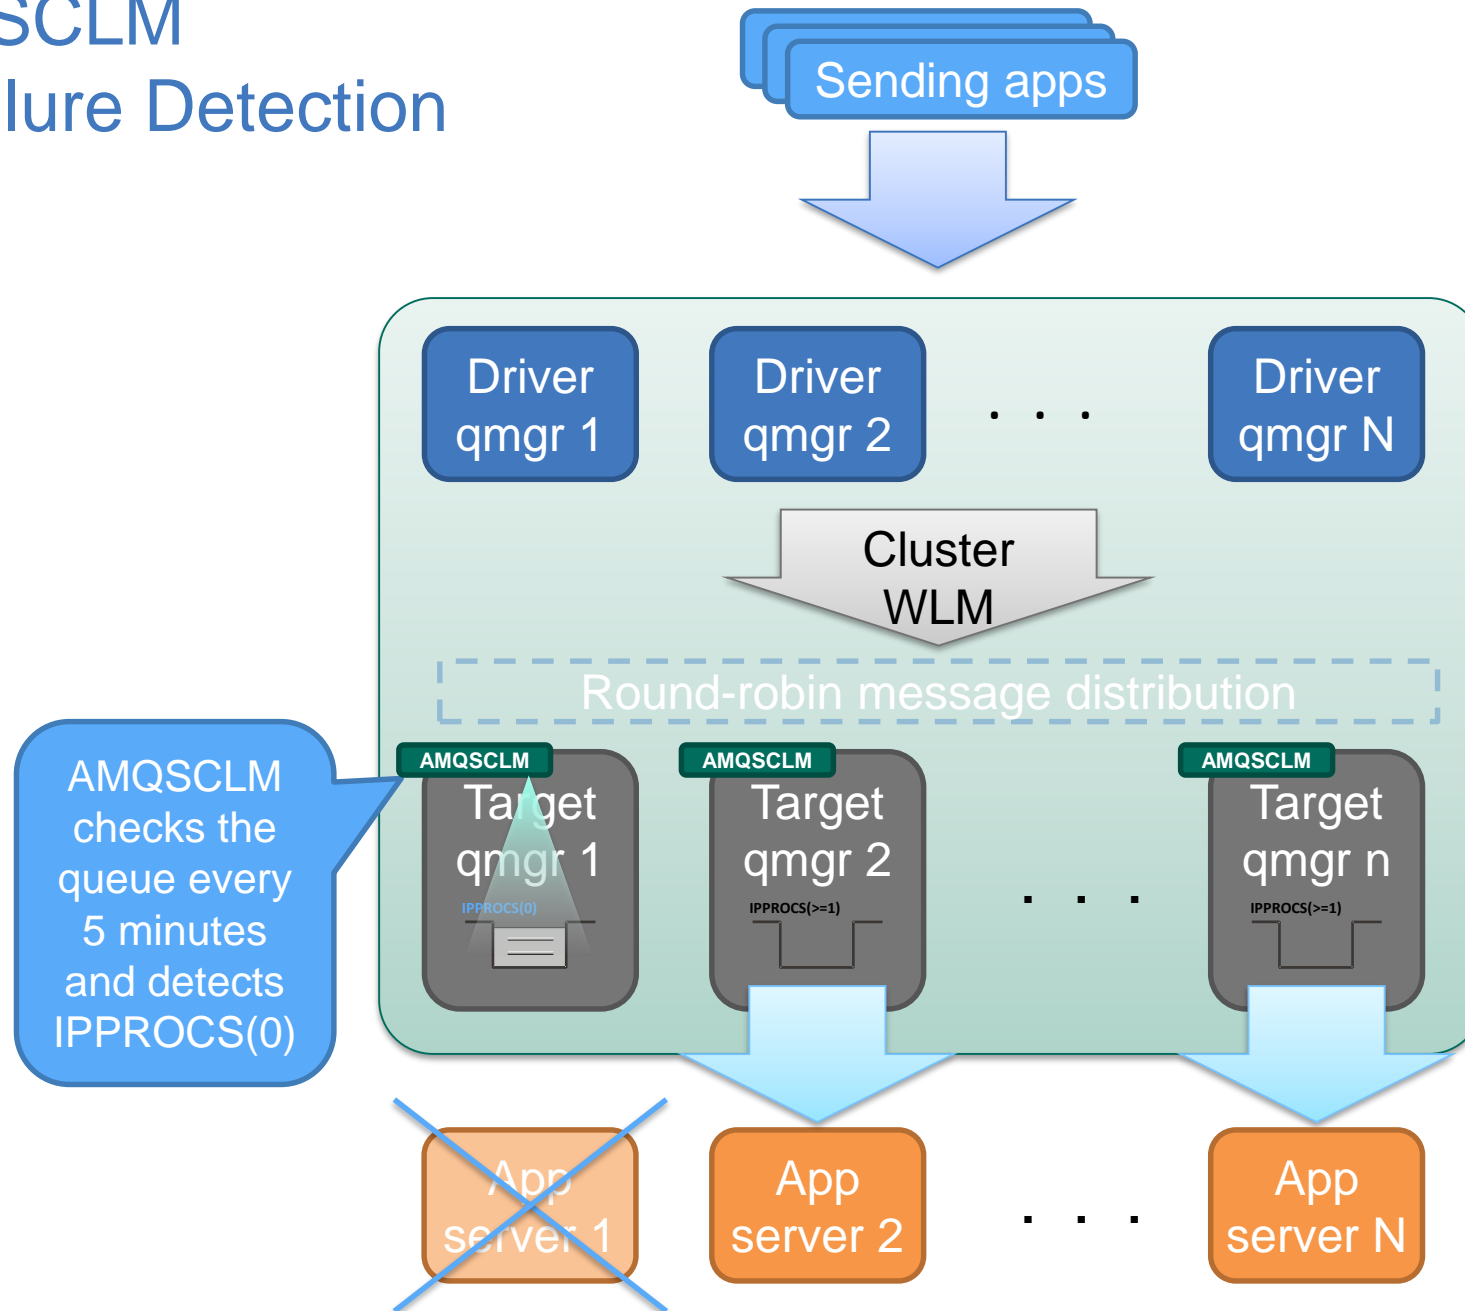 SCLM
lure Detection
Sending apps
Driver
qmgr 1
Driver
qmgr 2
. . .
Driver
qmgr N
Cluster
WLM
Round-robin message distribution
AMQSCLM
checks the
queue every
5 minutes
and detects
IPPROCS(0)
AMQSCLM
Target
qmgr 1
IPPROCS(0)
AMQSCLM
Target
qmgr 2
IPPROCS(>=1)
. . .
AMQSCLM
Target
qmgr n
IPPROCS(>=1)
App
server 1
App
server 2
. . .
App
server N